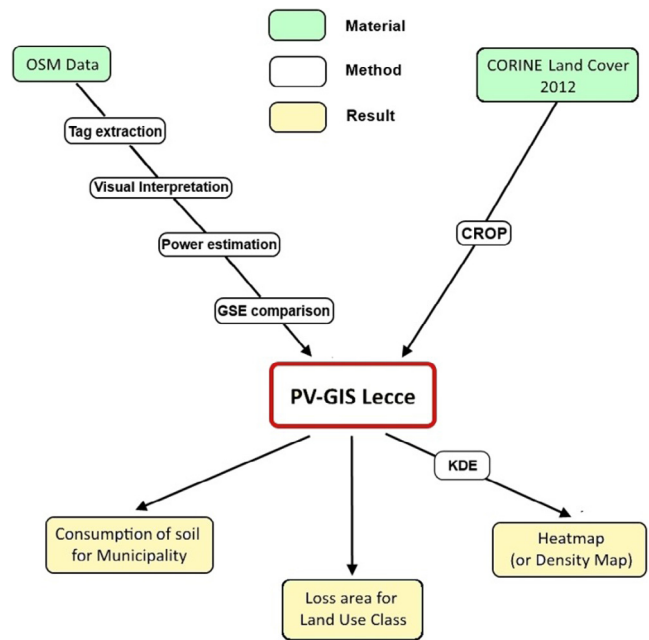 Material
Method
Result
OSM Data
CORINE Land Cover
2012
Tag extraction
Visual Interpretation
Power estimation
GSE comparison
CROP
PV-GIS Lecce
KDE
Consumption of soil
for Municipality
Loss area for
Land Use Class
Heatmap
(or Density Map)